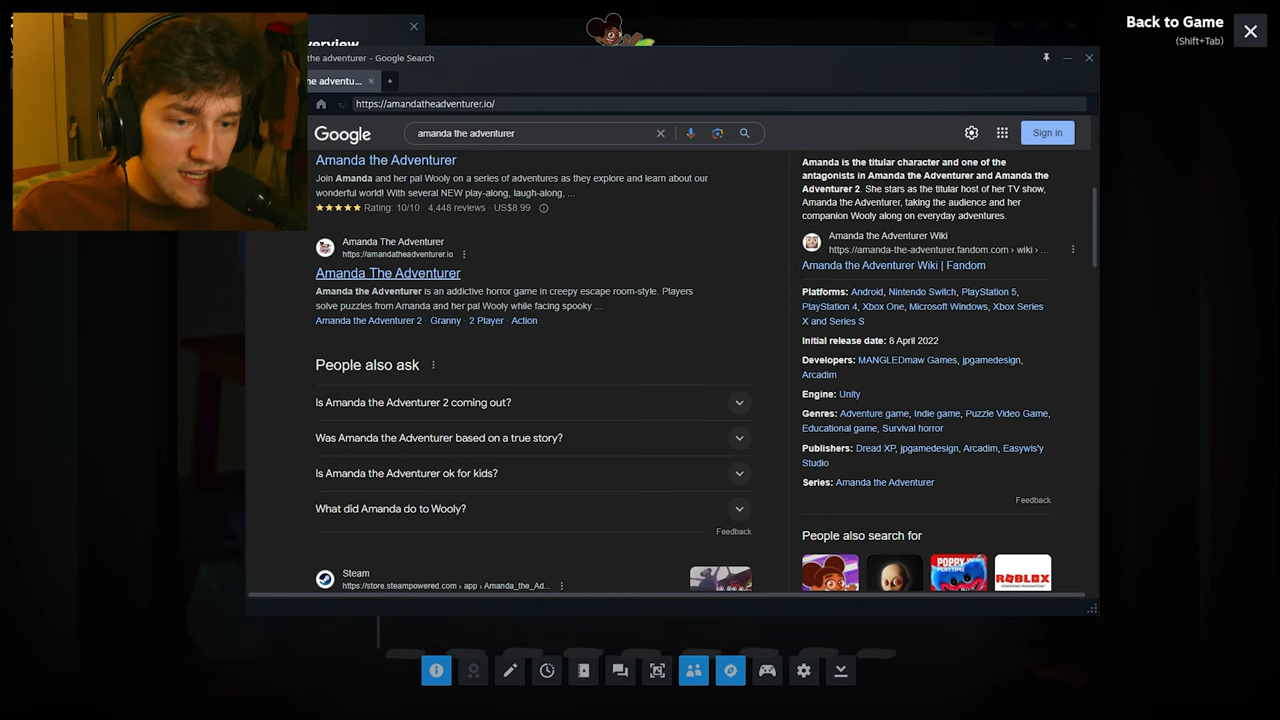 Back to Game
(Shift+Tab)
verview
the adventurer - Google Search
the adventu...
https://amandatheadventurer.io/
Google
amanda the adventurer
Sign in
Amanda the Adventurer
Join Amanda and her pal Wooly on a series of adventures as they explore and learn about our
wonderful world! With several NEW play-along, laugh-along, ...
Rating: 10/10 · 4,448 reviews · US$8.99
Amanda The Adventurer
https://amandatheadventurer.io
Amanda The Adventurer
Amanda the Adventurer is an addictive horror game in creepy escape room-style. Players
solve puzzles from Amanda and her pal Wooly while facing spooky ...
Amanda the Adventurer 2 · Granny · 2 Player · Action
People also ask
Is Amanda the Adventurer 2 coming out?
Was Amanda the Adventurer based on a true story?
Is Amanda the Adventurer ok for kids?
What did Amanda do to Wooly?
Feedback
Steam
https://store.steampowered.com › app › Amanda_the_Ad...
Amanda is the titular character and one of the
antagonists in Amanda the Adventurer and Amanda the
Adventurer 2. She stars as the titular host of her TV show,
Amanda the Adventurer, taking the audience and her
companion Wooly along on everyday adventures.
Amanda the Adventurer Wiki
https://amanda-the-adventurer.fandom.com › wiki › ...
Amanda the Adventurer Wiki | Fandom
Platforms: Android, Nintendo Switch, PlayStation 5,
PlayStation 4, Xbox One, Microsoft Windows, Xbox Series
X and Series S
Initial release date: 8 April 2022
Developers: MANGLEDmaw Games, jpgamedesign,
Arcadim
Engine: Unity
Genres: Adventure game, Indie game, Puzzle Video Game,
Educational game, Survival horror
Publishers: Dread XP, jpgamedesign, Arcadim, Easywis'y
Studio
Series: Amanda the Adventurer
Feedback
People also search for
POPPY
PLAYTIME
ROBLOX